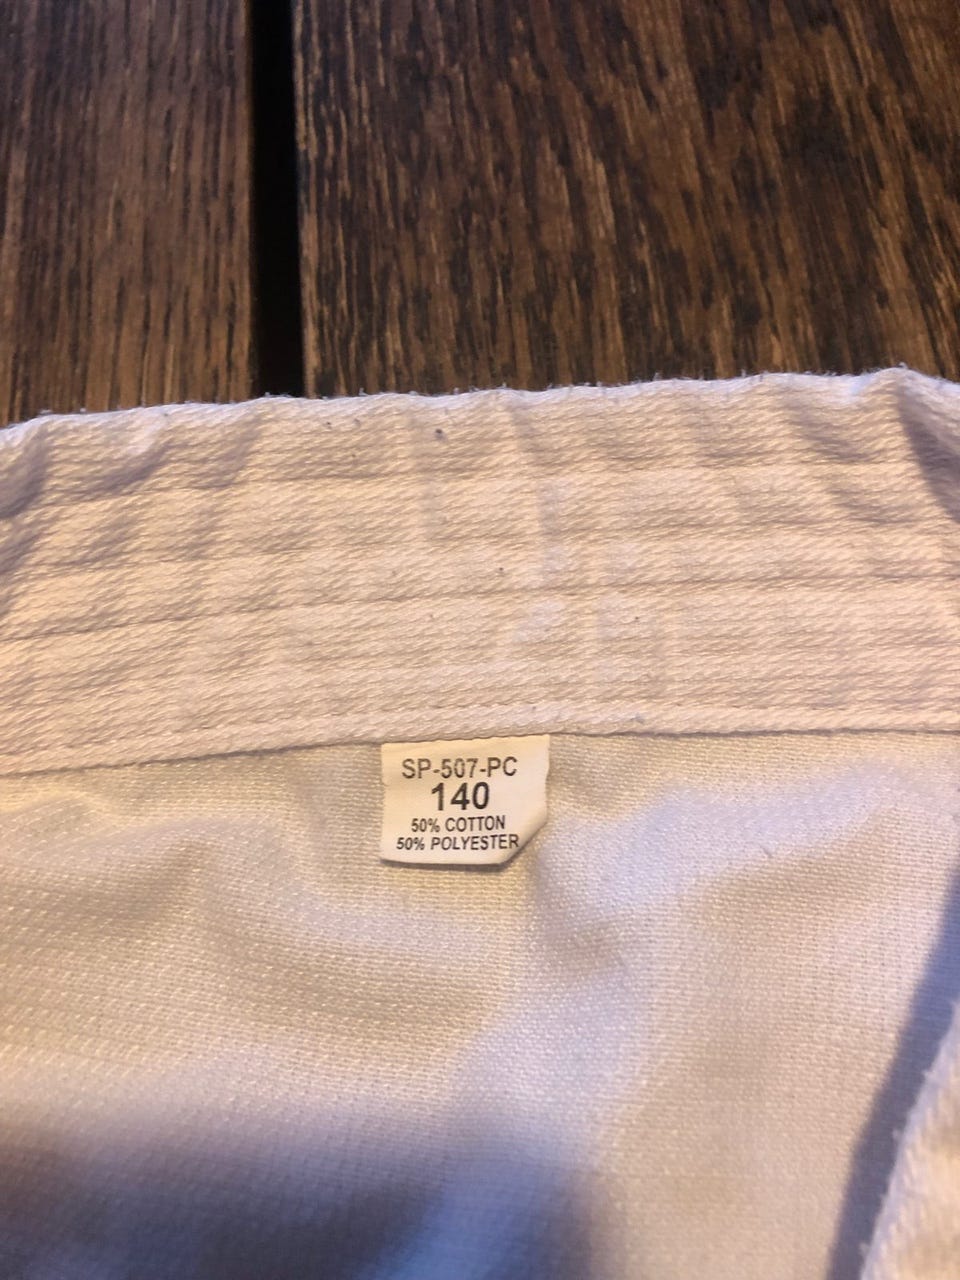 SP-507-PC
140
50% COTTON
50% POLYESTER